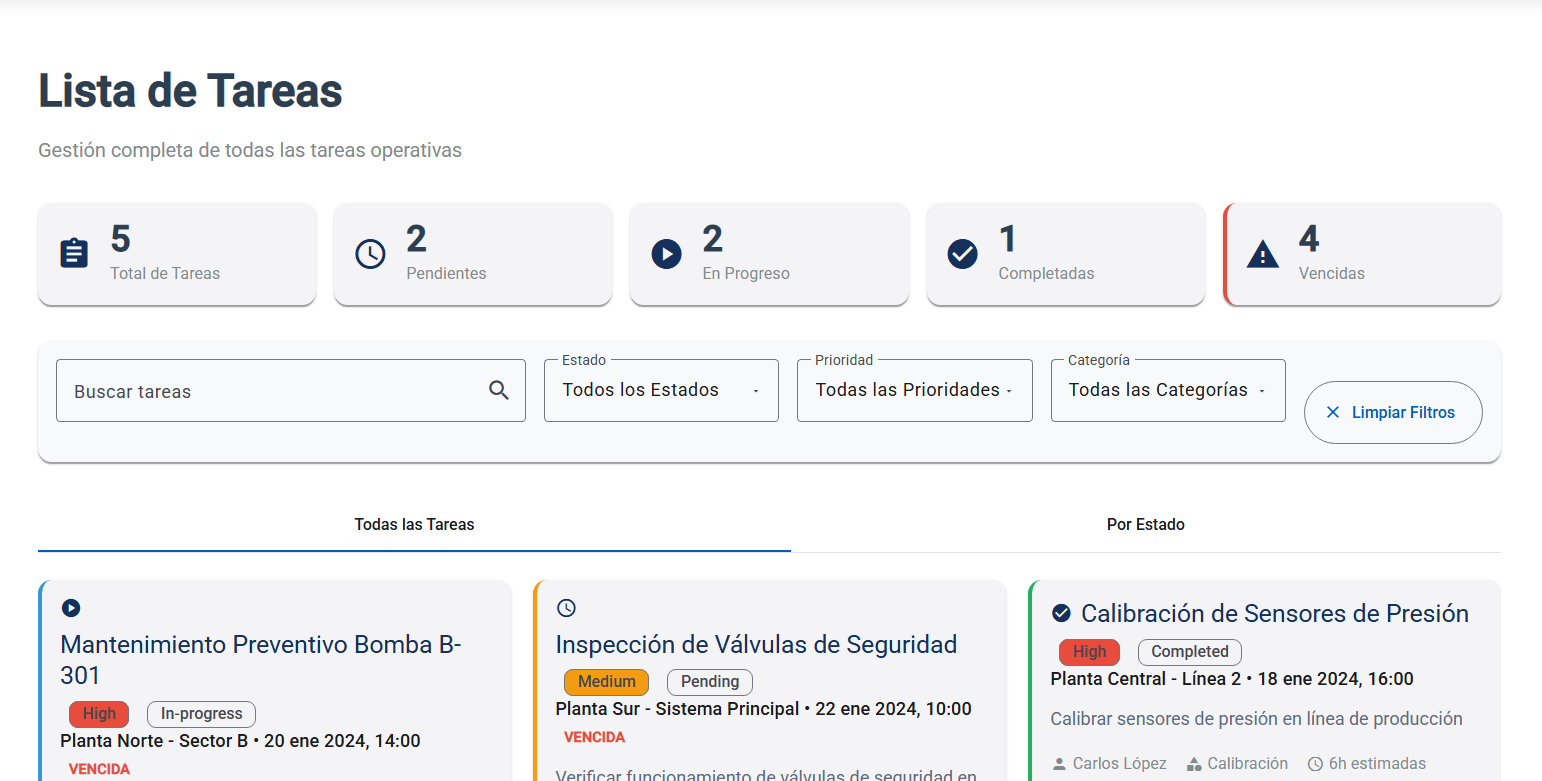 Lista de Tareas
Gestión completa de todas las tareas operativas
5
Total de Tareas
2
Pendientes
2
En Progreso
1
Completadas
4
Vencidas
Buscar tareas
Estado
Todos los Estados
Prioridad
Todas las Prioridades
Categoría
Todas las Categorías
Limpiar Filtros
Todas las Tareas
Por Estado
Mantenimiento Preventivo Bomba B-
301
High
In-progress
Planta Norte - Sector B • 20 ene 2024, 14:00
VENCIDA
Inspección de Válvulas de Seguridad
Medium
Pending
Planta Sur - Sistema Principal • 22 ene 2024, 10:00
VENCIDA
Verificar funcionamiento de válvulas de seguridad en
Calibración de Sensores de Presión
High
Completed
Planta Central - Línea 2 • 18 ene 2024, 16:00
Calibrar sensores de presión en línea de producción
Carlos López
Calibración
6h estimadas